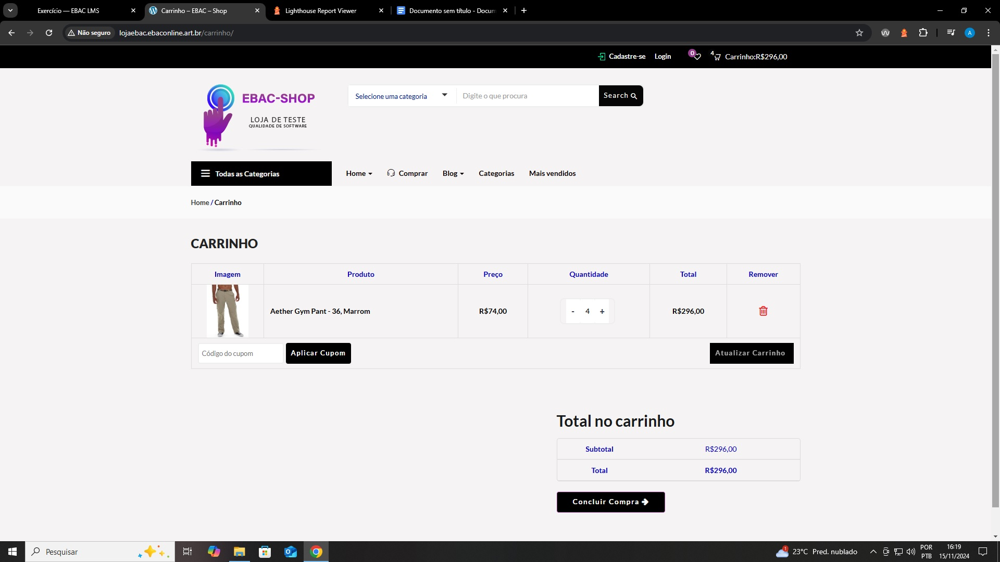 Exercício — EBAC LMS
Carrinho – EBAC – Shop
Lighthouse Report Viewer
Documento sem título - Docum
Não seguro
lojaebac.ebaconline.art.br/carrinho/
A
Cadastre-se
Login
0
4
Carrinho:R$296,00
EBAC-SHOP
LOJA DE TESTE
QUALIDADE DE SOFTWARE
Selecione uma categoria
Digite o que procura
Search
Todas as Categorias
Home
Comprar
Blog
Categorias
Mais vendidos
Home / Carrinho
CARRINHO
Imagem
Produto
Preço
Quantidade
Total
Remover
Aether Gym Pant - 36, Marrom
R$74,00
- 4 +
R$296,00
Código do cupom
Aplicar Cupom
Atualizar Carrinho
Total no carrinho
Subtotal
R$296,00
Total
R$296,00
Concluir Compra
Pesquisar
1
23°C Pred. nublado
POR
PTB
16:19
15/11/2024